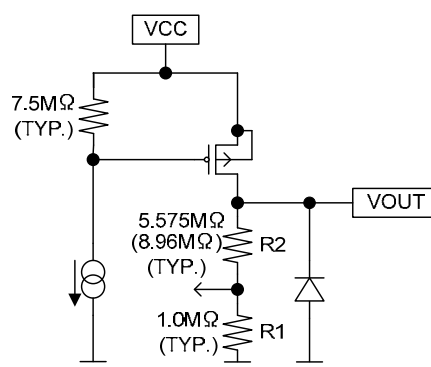 VCC
7.5MΩ
(TYP.)
VOUT
5.575MΩ
(8.96MΩ)
(TYP.)
R2
1.0MΩ
(TYP.)
R1